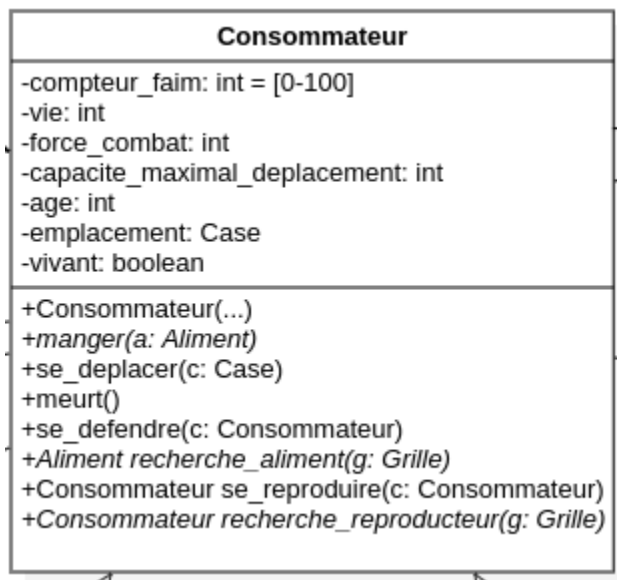 Consommateur
-compteur_faim: int = [0-100]
-vie: int
-force_combat: int
-capacite_maximal_deplacement: int
-age: int
-emplacement: Case
-vivant: boolean
+Consommateur(...)
+manger(a: Aliment)
+se_deplacer(c: Case)
+meurt()
+se_defendre(c: Consommateur)
+Aliment recherche_aliment(g: Grille)
+Consommateur se_reproduire(c: Consommateur)
+Consommateur recherche_reproducteur(g: Grille)